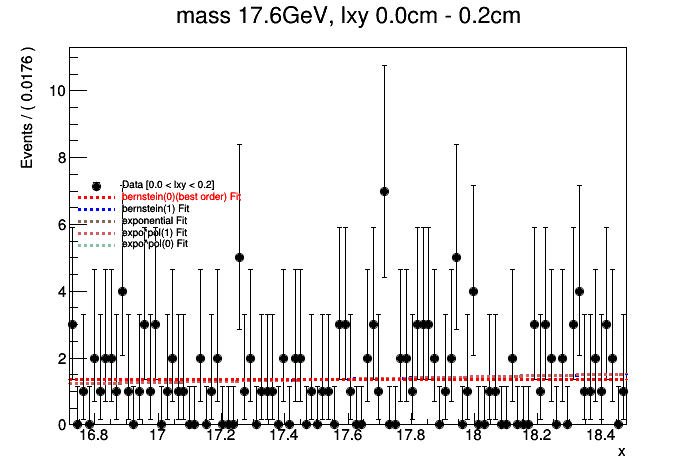 mass 17.6GeV, lxy 0.0cm - 0.2cm
Events / ( 0.0176 )
10
8
6
4
2
0
Data [0.0 < lxy < 0.2]
bernstein(0)(best order) Fit
bernstein(1) Fit
exponential Fit
expo*pol(1) Fit
expo*pol(0) Fit
16.8 17 17.2 17.4 17.6 17.8 18 18.2 18.4
x